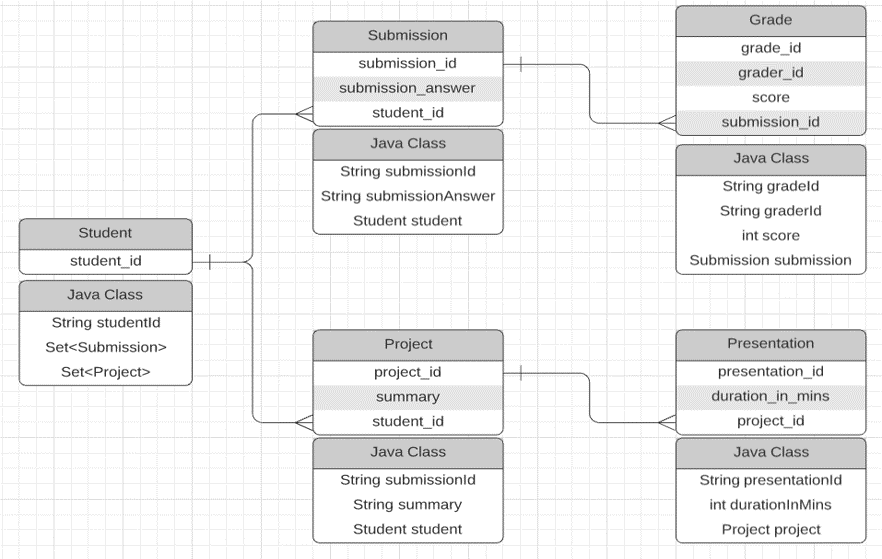 Submission
submission_id
submission_answer
student_id
Java Class
String submissionId
String submissionAnswer
Student student
Grade
grade_id
grader_id
score
submission_id
Java Class
String gradeId
String graderId
int score
Submission submission
Student
student_id
Java Class
String studentId
Set<Submission>
Set<Project>
Project
project_id
summary
student_id
Java Class
String submissionId
String summary
Student student
Presentation
presentation_id
duration_in_mins
project_id
Java Class
String presentationId
int durationInMins
Project project